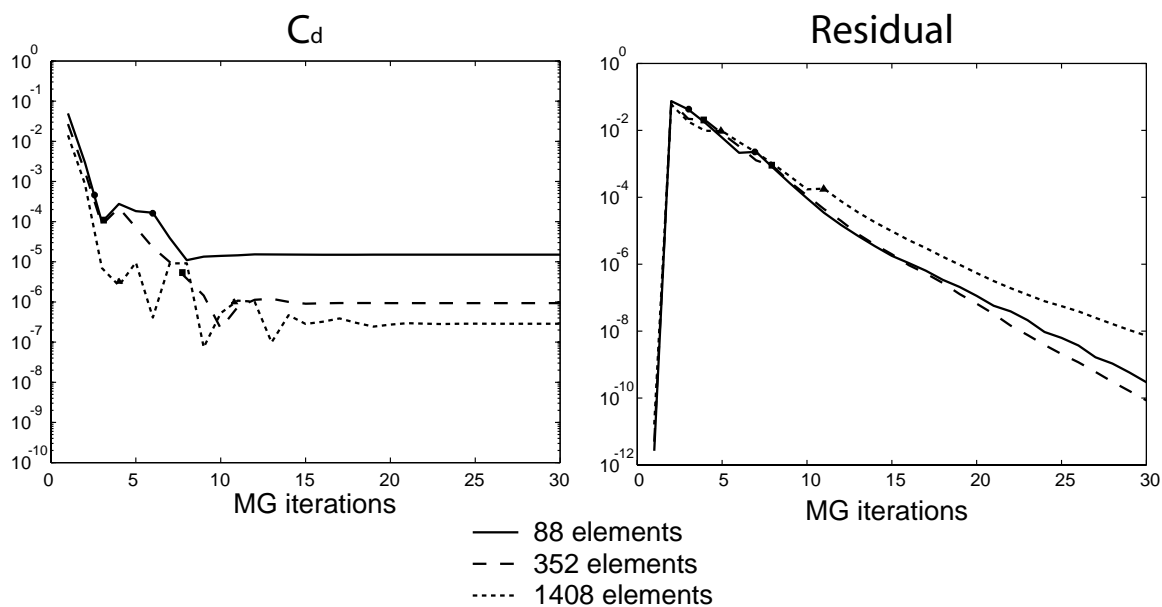 Cd
Residual
10^0
10^-1
10^-2
10^-3
10^-4
10^-5
10^-6
10^-7
10^-8
10^-9
10^-10
0 5 10 15 20 25 30
MG iterations
10^0
10^-2
10^-4
10^-6
10^-8
10^-10
10^-12
0 5 10 15 20 25 30
MG iterations
88 elements
352 elements
1408 elements